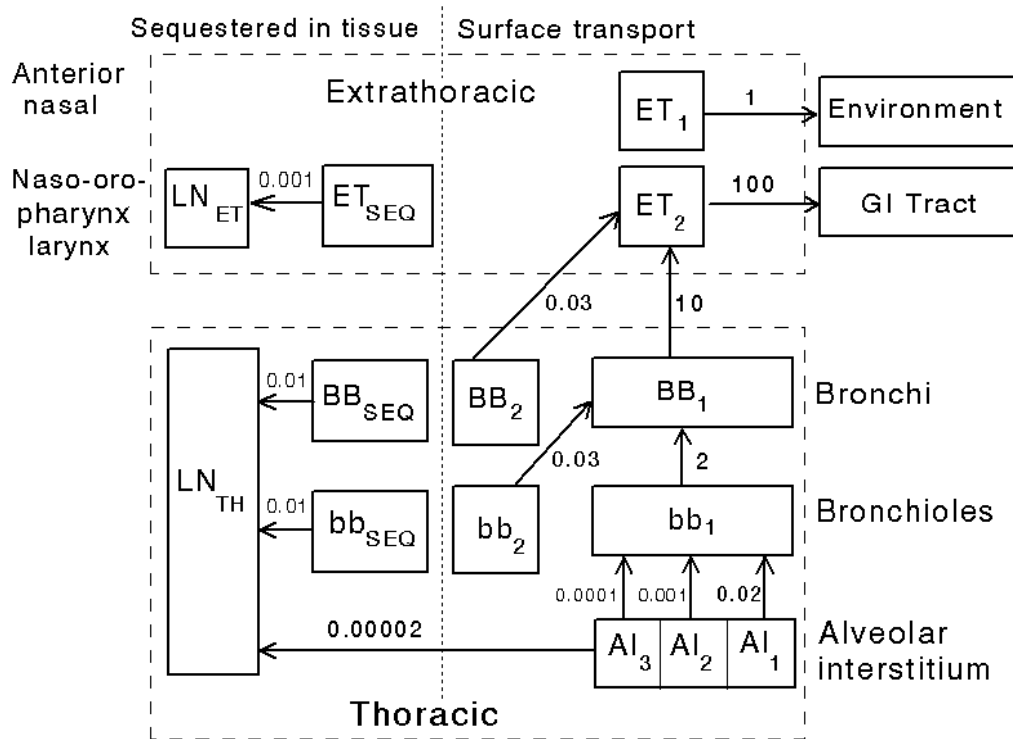 Sequestered in tissue
Surface transport
Anterior
nasal
Extrathoracic
ET1
1
Environment
Naso-oro-
pharynx
larynx
LNET
0.001
ETSEQ
ET2
100
GI Tract
0.03
10
LNTH
0.01
BBSEQ
BB2
BB1
Bronchi
0.03
2
0.01
bbSEQ
bb2
bb1
Bronchioles
0.0001
0.001
0.02
0.00002
AI3
AI2
AI1
Alveolar
interstitium
Thoracic